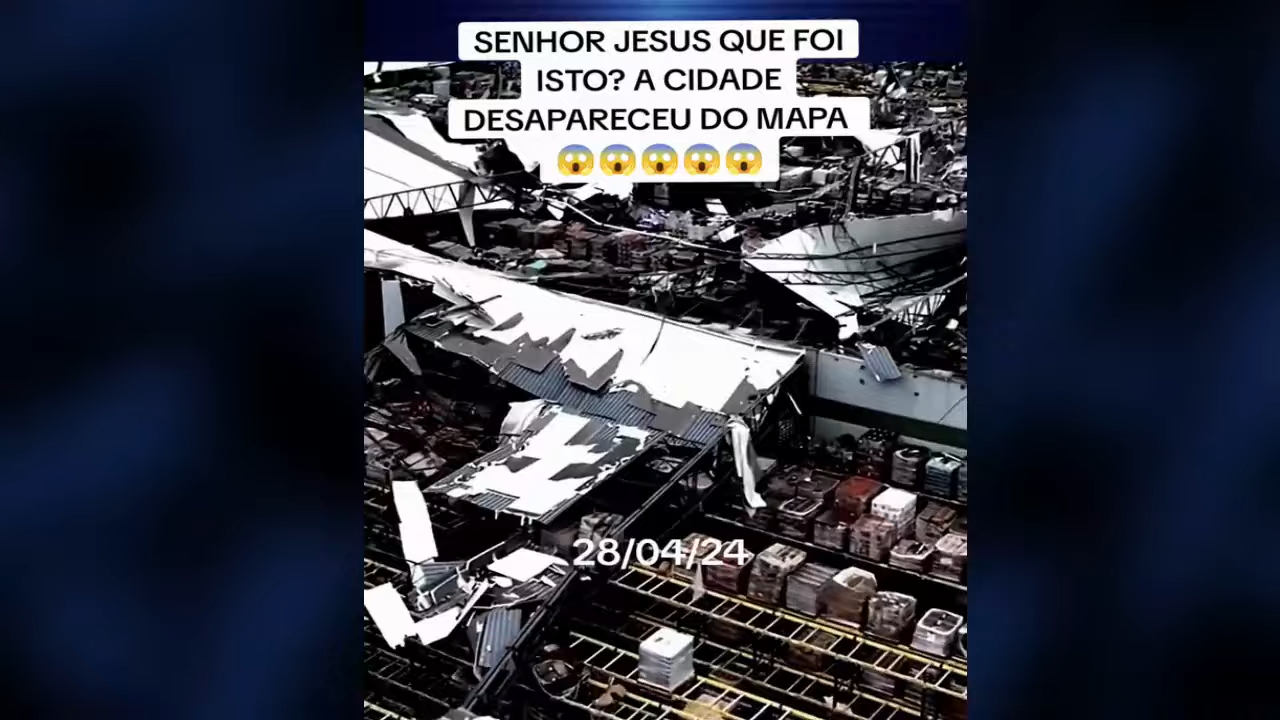 SENHOR JESUS QUE FOI
ISTO? A CIDADE
DESAPARECEU DO MAPA
😱😱😱😱😱
28/04/24